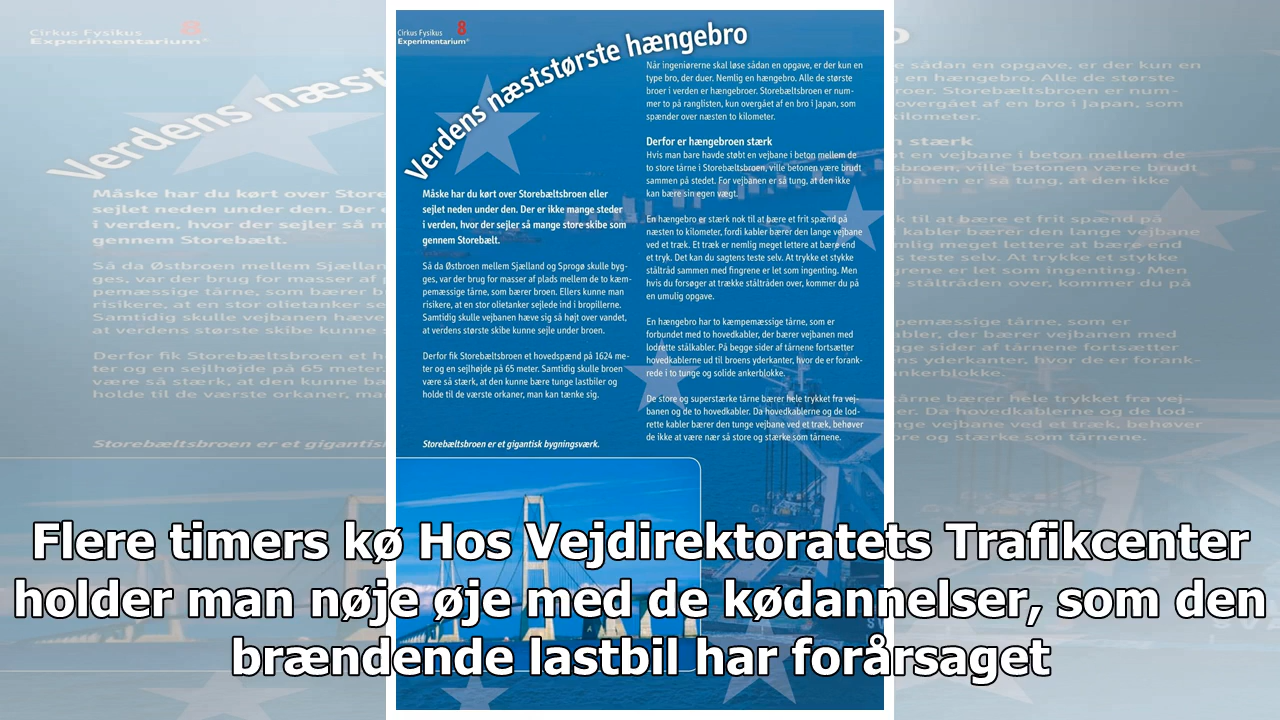 Cirkus Fysikus 8
Experimentarium®
Verdens næststørste hængebro
Måske har du kørt over Storebæltsbroen eller
sejlet neden under den. Der er ikke mange steder
i verden, hvor der sejler så mange store skibe som
gennem Storebælt.
Så da Østbroen mellem Sjælland og Sprogø skulle byg-
ges, var der brug for masser af plads mellem de to kæm-
pemæssige tårne, som bærer broen. Ellers kunne man
risikere, at en stor olietanker sejlede ind i bropillerne.
Samtidig skulle vejbanen hæve sig så højt over vandet,
at verdens største skibe kunne sejle under broen.
Derfor fik Storebæltsbroen et hovedspænd på 1624 me-
ter og en sejlhøjde på 65 meter. Samtidig skulle broen
være så stærk, at den kunne bære tunge lastbiler og
holde til de værste orkaner, man kan tænke sig.
Storebæltsbroen er et gigantisk bygningsværk.
Når ingeniørerne skal løse sådan en opgave, er der kun en
type bro, der duer. Nemlig en hængebro. Alle de største
broer i verden er hængebroer. Storebæltsbroen er num-
mer to på ranglisten, kun overgået af en bro i Japan, som
spænder over næsten to kilometer.
Derfor er hængebroen stærk
Hvis man bare havde støbt en vejbane i beton mellem de
to store tårne i Storebæltsbroen, ville betonen være brudt
sammen på stedet. For vejbanen er så tung, at den ikke
kan bære sin egen vægt.
En hængebro er stærk nok til at bære et frit spænd på
næsten to kilometer, fordi kabler bærer den lange vejbane
ved et træk. Et træk er nemlig meget lettere at bære end
et tryk. Det kan du sagtens teste selv. At trykke et stykke
ståltråd sammen med fingrene er let som ingenting. Men
hvis du forsøger at trække ståltråden over, kommer du på
en umulig opgave.
En hængebro har to kæmpemæssige tårne, som er
forbundet med to hovedkabler, der bærer vejbanen med
lodrette stålkabler. På begge sider af tårnene fortsætter
hovedkablerne ud til broens yderkanter, hvor de er forank-
rede i to tunge og solide ankerblokke.
De store og superstærke tårne bærer hele trykket fra vej-
banen og de to hovedkabler. Da hovedkablerne og de lod-
rette kabler bærer den tunge vejbane ved et træk, behøver
de ikke at være nær så store og stærke som tårnene.
Flere timers kø Hos Vejdirektoratets Trafikcenter
holder man nøje øje med de kødannelser, som den
brændende lastbil har forårsaget